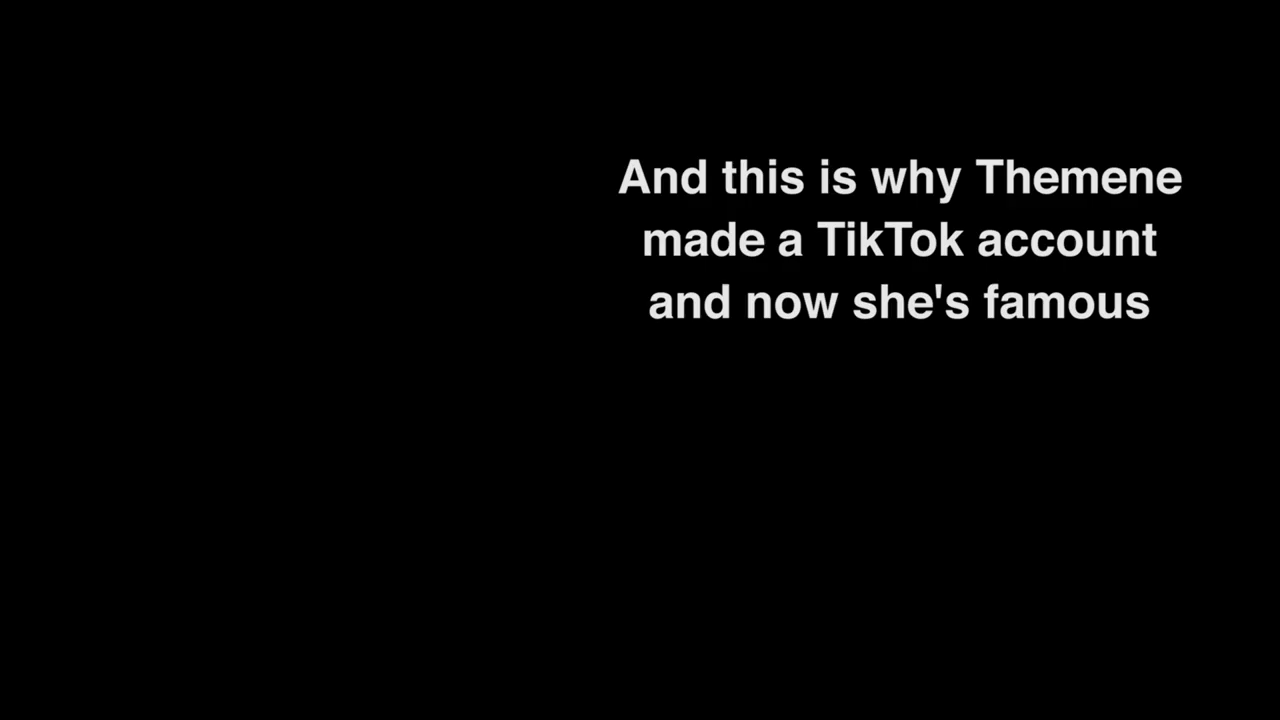 And this is why Themene
made a TikTok account
and now she's famous